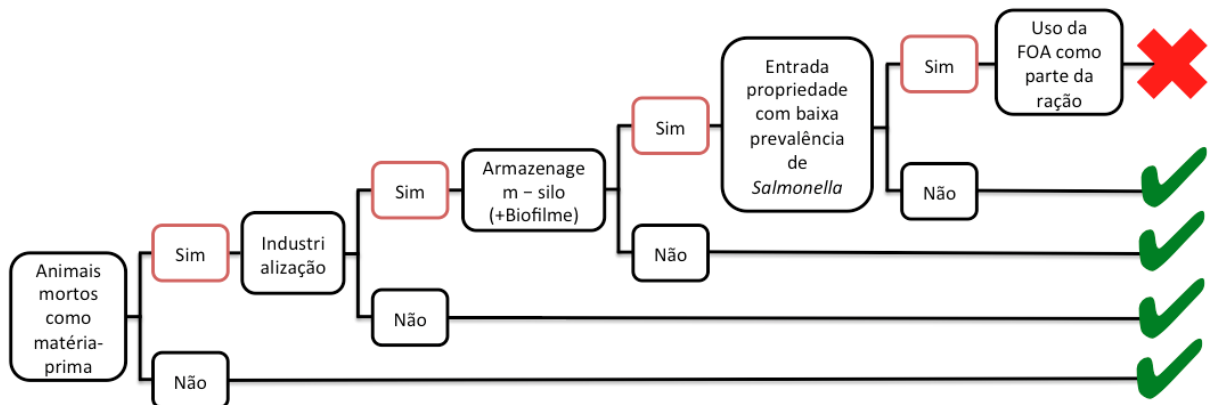 Animais
mortos
como
matéria-
prima
Sim
Não
Industri
alização
Sim
Não
Armazenage
m – silo
(+Biofilme)
Sim
Não
Entrada
propriedade
com baixa
prevalência
de
Salmonella
Sim
Não
Uso da
FOA como
parte da
ração